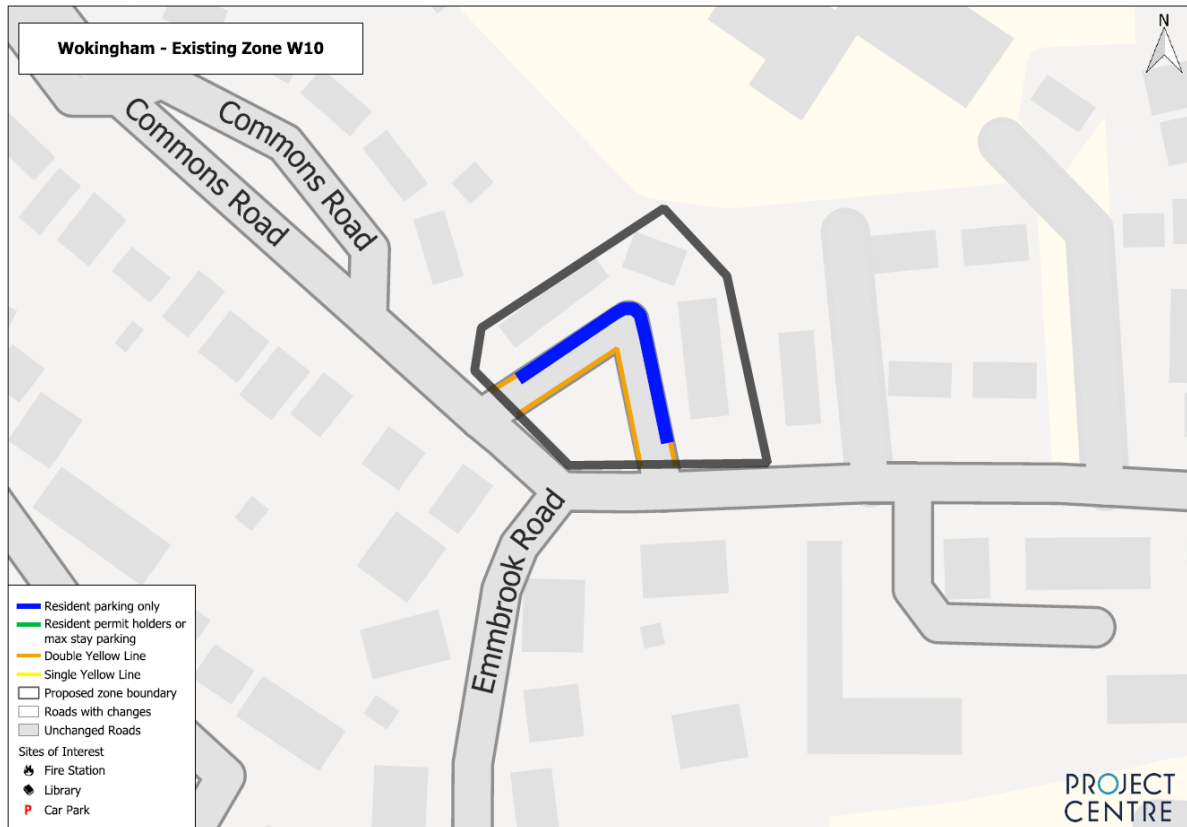 Wokingham - Existing Zone W10
N
Commons Road
Commons Road
Emmbrook Road
Resident parking only
Resident permit holders or
max stay parking
Double Yellow Line
Single Yellow Line
Proposed zone boundary
Roads with changes
Unchanged Roads
Sites of Interest
Fire Station
Library
P Car Park
PROJECT
CENTRE